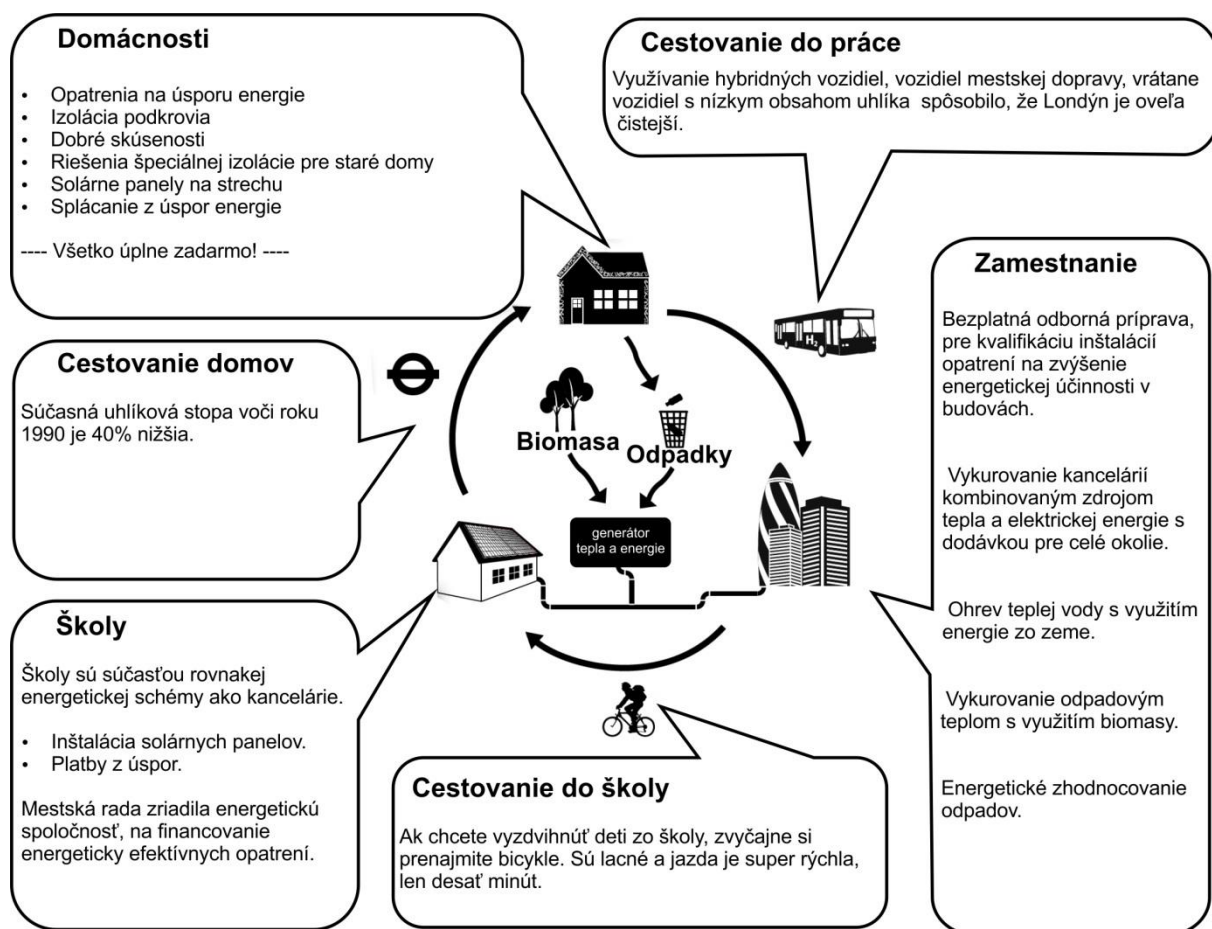 Domácnosti
• Opatrenia na úsporu energie
• Izolácia podkrovia
• Dobré skúsenosti
• Riešenia špeciálnej izolácie pre staré domy
• Solárne panely na strechu
• Splácanie z úspor energie
---- Všetko úplne zadarmo! ----
Cestovanie do práce
Využívanie hybridných vozidiel, vozidiel mestskej dopravy, vrátane
vozidiel s nízkym obsahom uhlíka spôsobilo, že Londýn je oveľa
čistejší.
H2
Zamestnanie
Bezplatná odborná príprava,
pre kvalifikáciu inštalácií
opatrení na zvýšenie
energetickej účinnosti v
budovách.
Vykurovanie kancelárií
kombinovaným zdrojom
tepla a elektrickej energie s
dodávkou pre celé okolie.
Ohrev teplej vody s využitím
energie zo zeme.
Vykurovanie odpadovým
teplom s využitím biomasy.
Energetické zhodnocovanie
odpadov.
Cestovanie domov
Súčasná uhlíková stopa voči roku
1990 je 40% nižšia.
Biomasa
Odpadky
generátor
tepla a energie
Školy
Školy sú súčasťou rovnakej
energetickej schémy ako kancelárie.
• Inštalácia solárnych panelov.
• Platby z úspor.
Mestská rada zriadila energetickú
spoločnosť, na financovanie
energeticky efektívnych opatrení.
Cestovanie do školy
Ak chcete vyzdvihnúť deti zo školy, zvyčajne si
prenajmite bicykle. Sú lacné a jazda je super rýchla,
len desať minút.